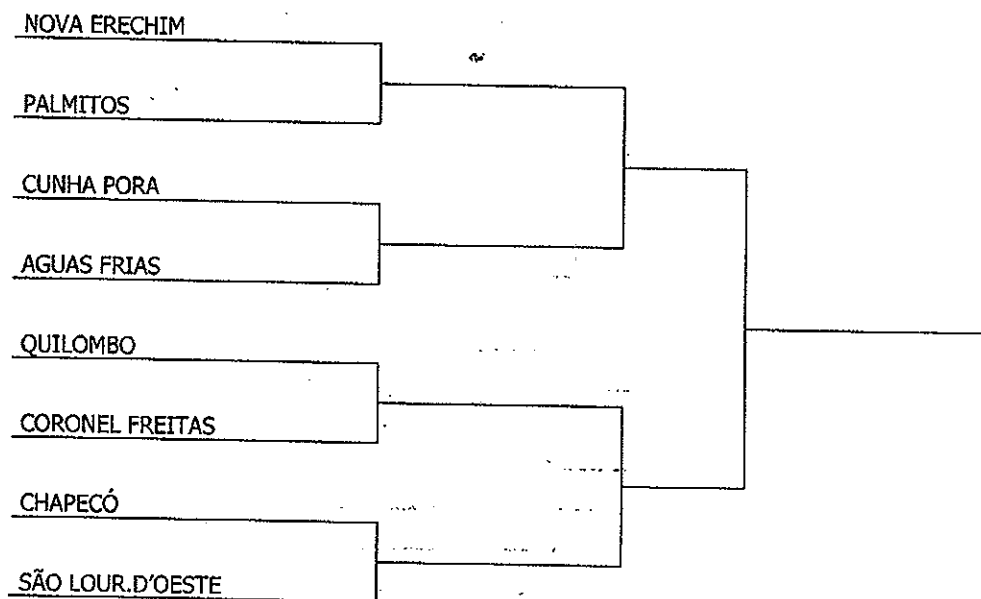 NOVA ERECHIM
PALMITOS
CUNHA PORA
AGUAS FRIAS
QUILOMBO
CORONEL FREITAS
CHAPECÓ
SÃO LOUR.D'OESTE